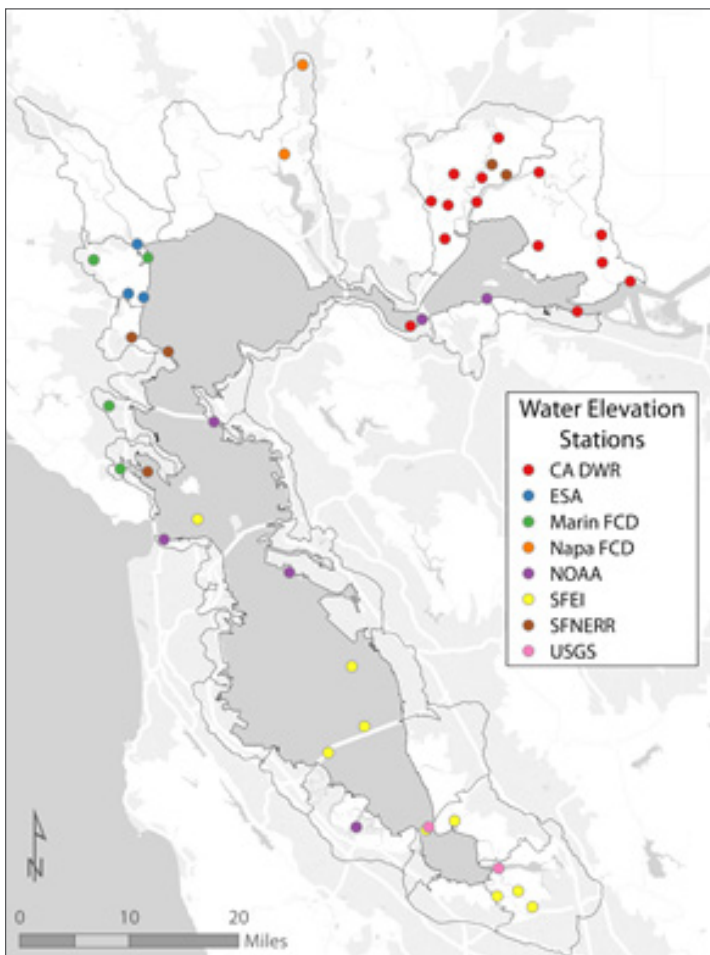 Water Elevation
Stations
CA DWR
ESA
Marin FCD
Napa FCD
NOAA
SFEI
SFNERR
USGS
N
0 10 20
Miles